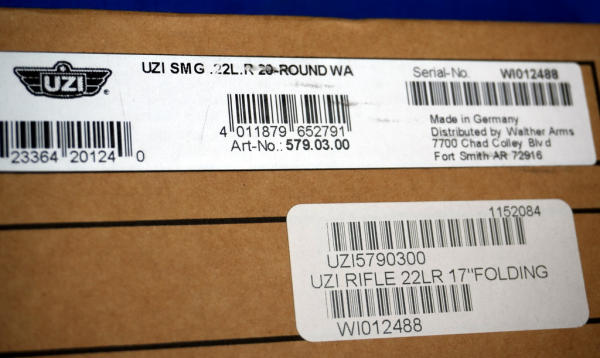 UZI
®
UZI SMG .22L.R 20-ROUND WA
Serial-No. WI012488
4 011879 652791
Art-No.: 579.03.00
23364 20124 0
Made in Germany
Distributed by Walther Arms
7700 Chad Colley Blvd
Fort Smith AR 72916
1152084
UZI5790300
UZI RIFLE 22LR 17"FOLDING
WI012488